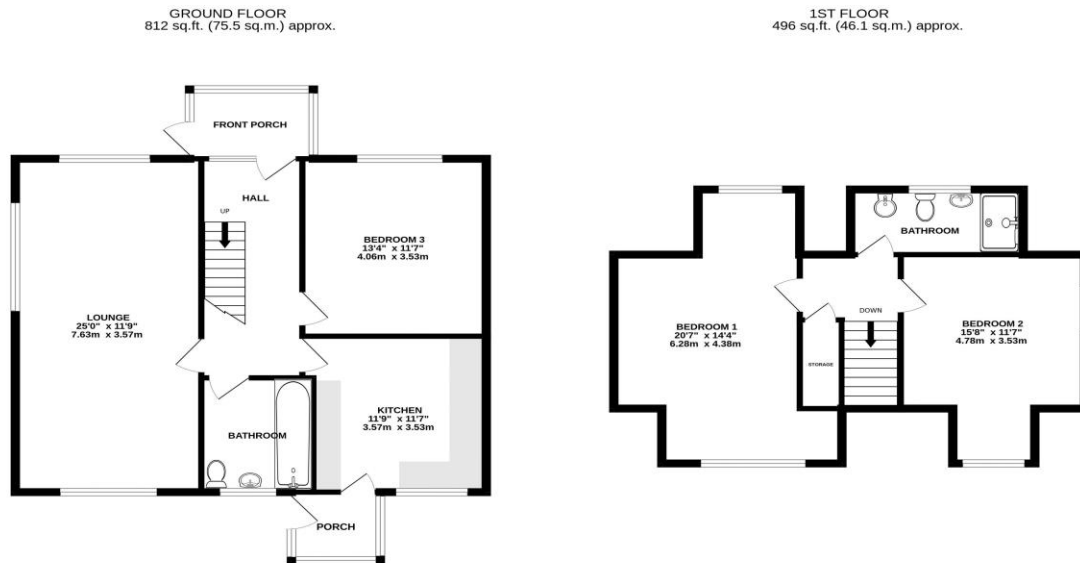 GROUND FLOOR
812 sq.ft. (75.5 sq.m.) approx.
FRONT PORCH
HALL
UP
BEDROOM 3
13'4" x 11'7"
4.06m x 3.53m
LOUNGE
25'0" x 11'9"
7.63m x 3.57m
KITCHEN
11'9" x 11'7"
3.57m x 3.53m
BATHROOM
PORCH
1ST FLOOR
496 sq.ft. (46.1 sq.m.) approx.
BATHROOM
BEDROOM 1
20'7" x 14'4"
6.28m x 4.38m
DOWN
BEDROOM 2
15'8" x 11'7"
4.78m x 3.53m
STORAGE